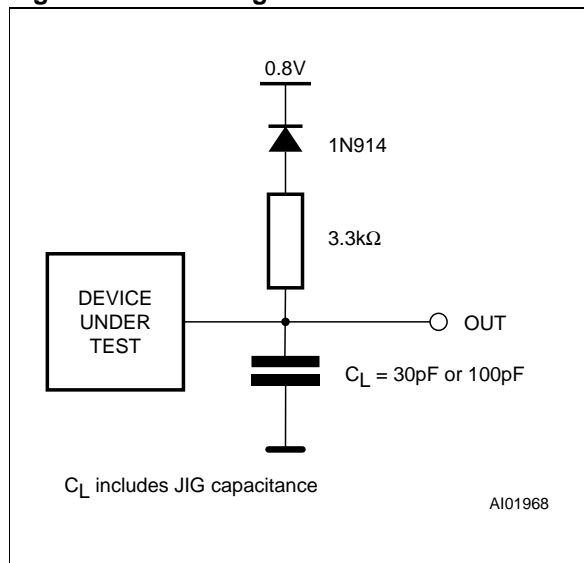 0.8V
1N914
3.3kΩ
DEVICE
UNDER
TEST
OUT
CL = 30pF or 100pF
CL includes JIG capacitance
AI01968